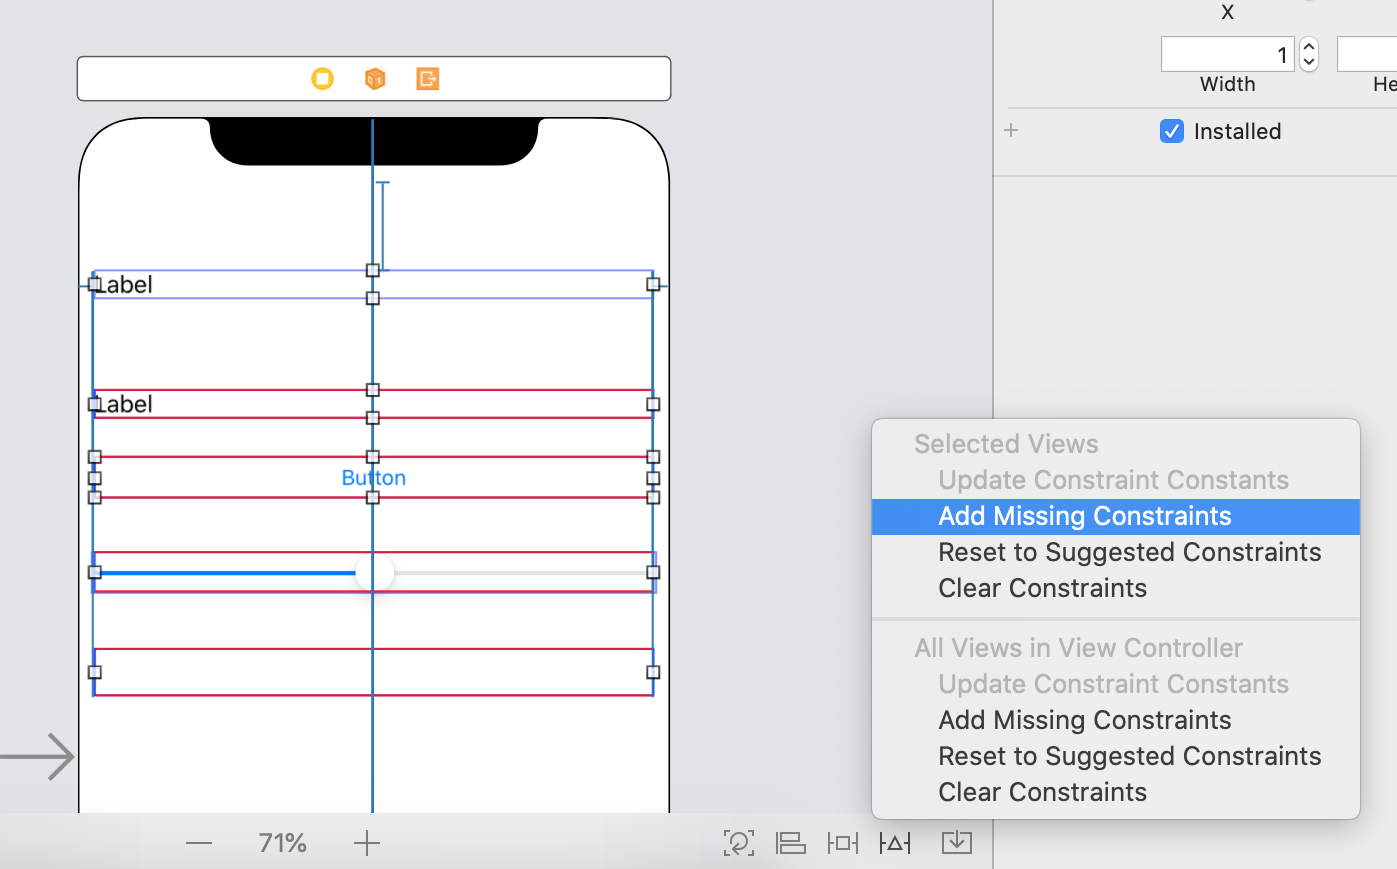 X
1
Width
He
Installed
Label
Label
Button
Selected Views
Update Constraint Constants
Add Missing Constraints
Reset to Suggested Constraints
Clear Constraints
All Views in View Controller
Update Constraint Constants
Add Missing Constraints
Reset to Suggested Constraints
Clear Constraints
71%